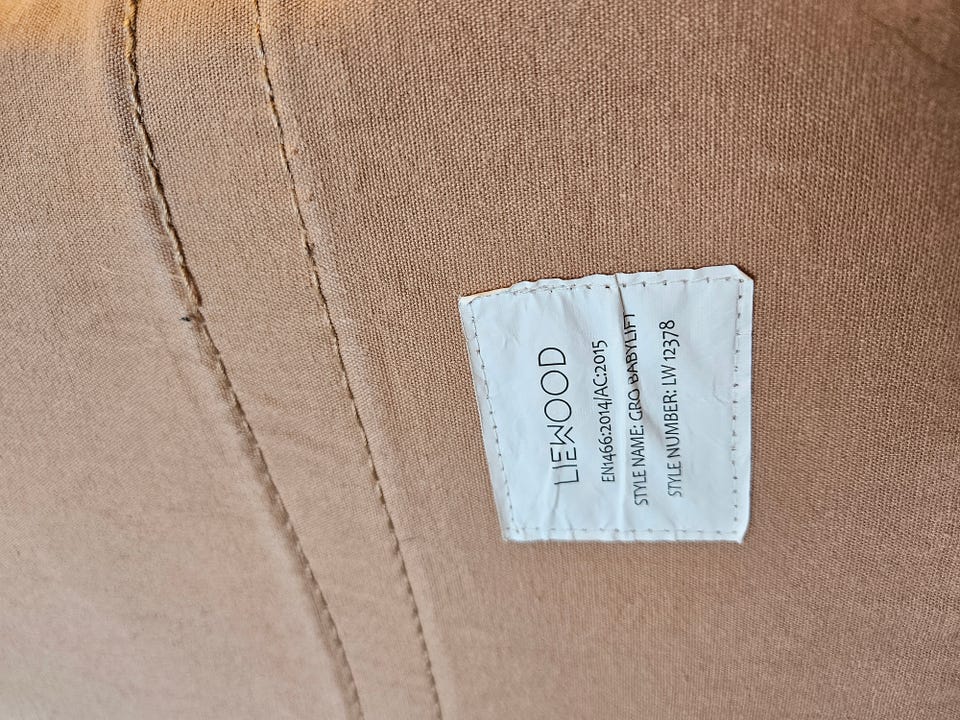 LIEWOOD
EN1466:2014/AC:2015
STYLE NAME: GRO BABYLIFT
STYLE NUMBER: LW 12378